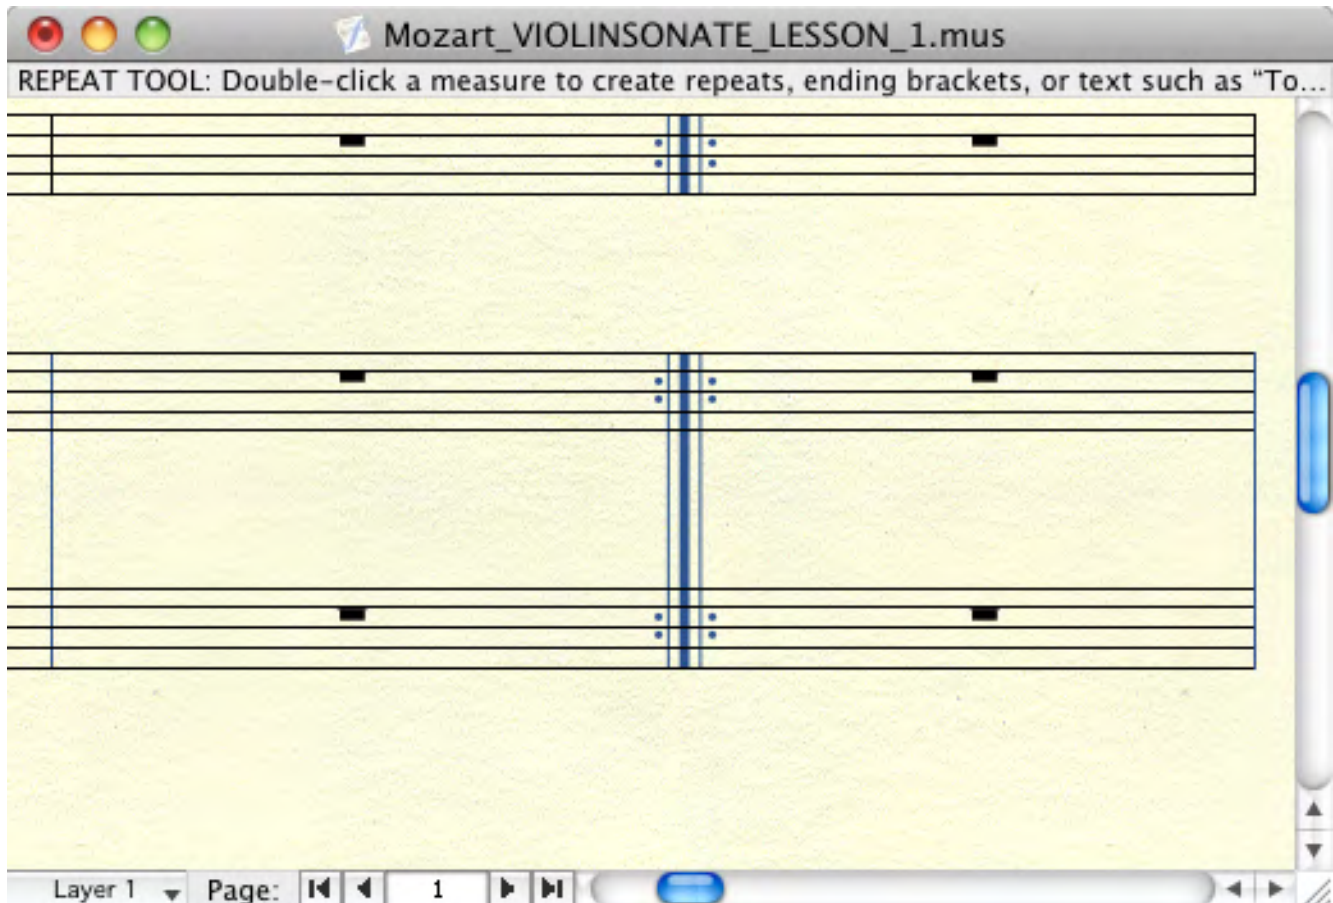 Mozart_VIOLINSONATE_LESSON_1.mus
REPEAT TOOL: Double-click a measure to create repeats, ending brackets, or text such as “To...
Layer 1 Page: 1